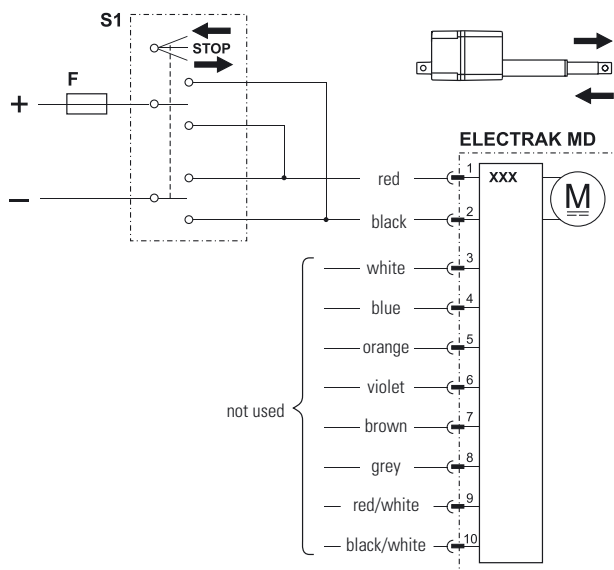 S1
STOP
F
+
−
ELECTRAK MD
red 1 XXX
M
black 2
white 3
blue 4
orange 5
violet 6
not used
brown 7
grey 8
red/white 9
black/white 10